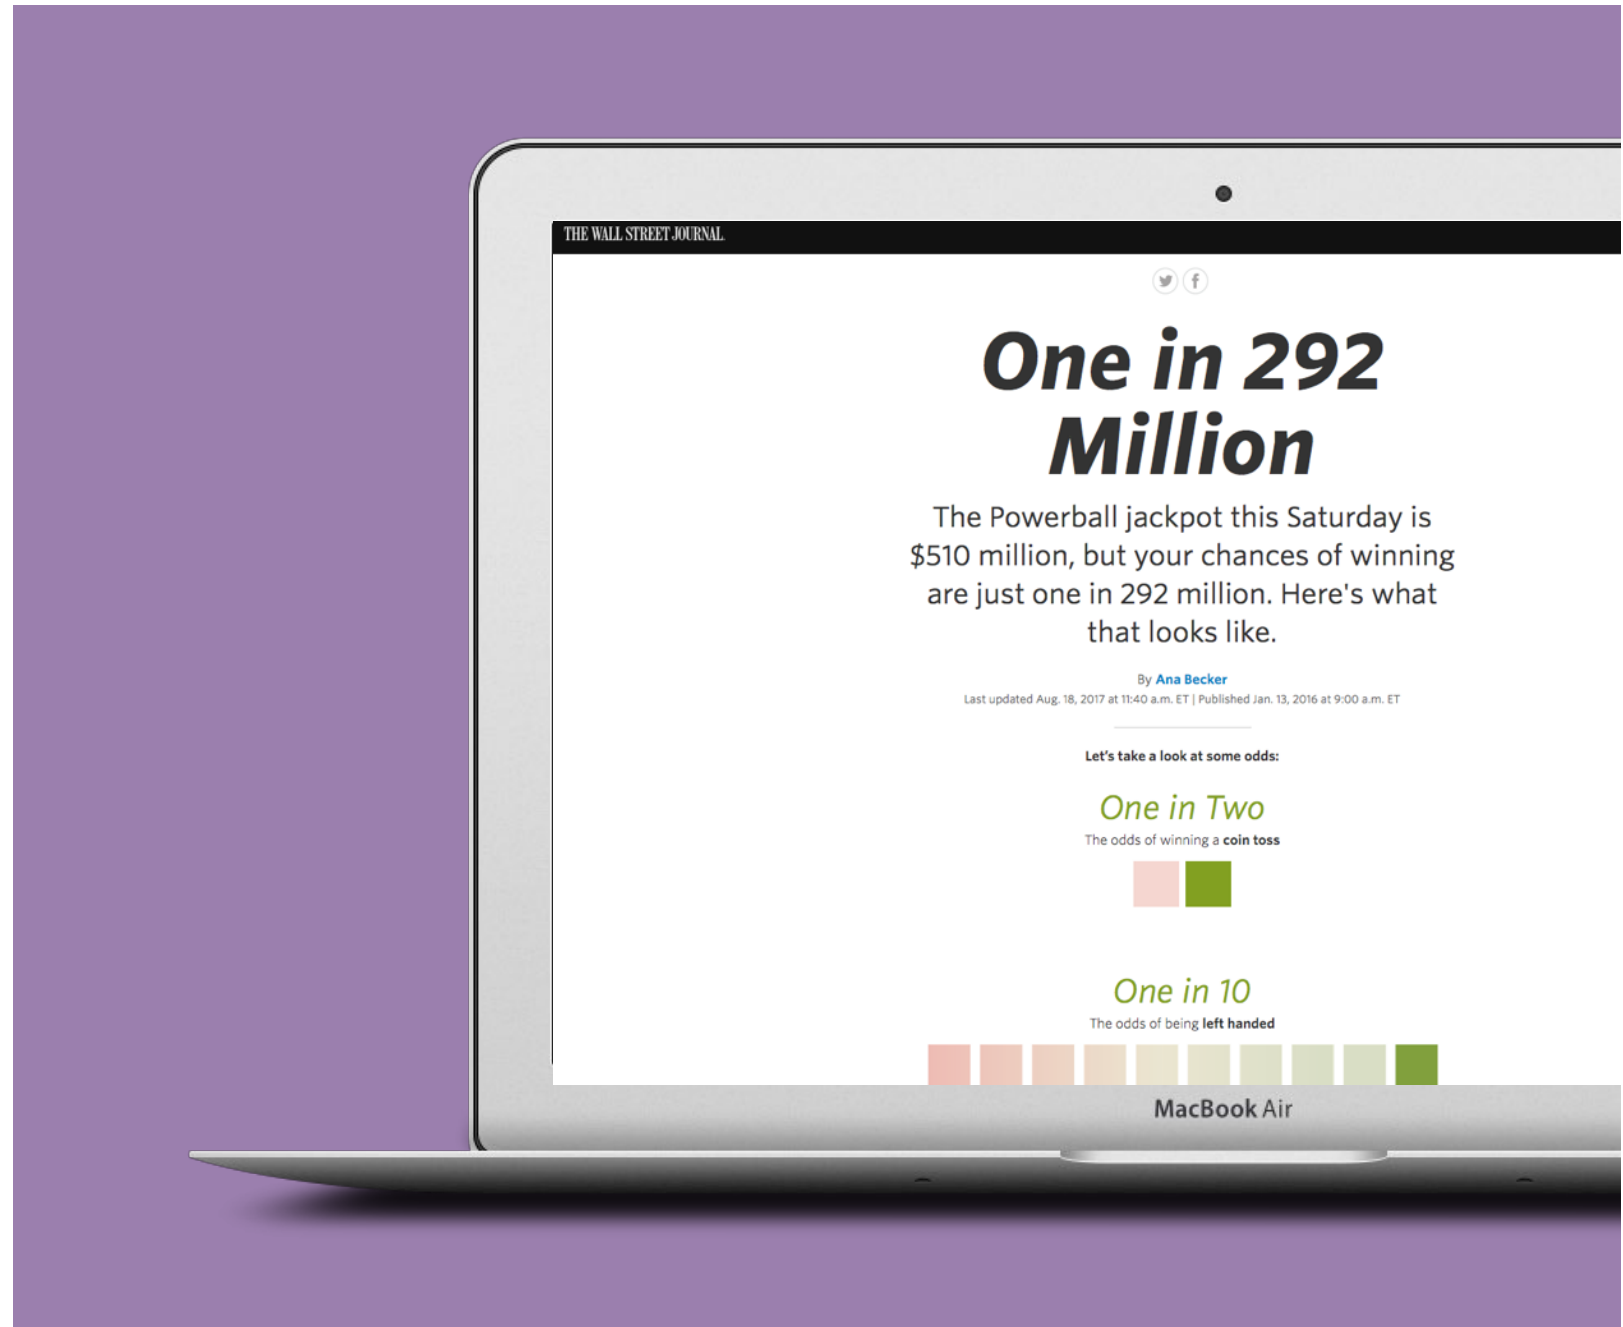 THE WALL STREET JOURNAL.
One in 292
Million
The Powerball jackpot this Saturday is
$510 million, but your chances of winning
are just one in 292 million. Here's what
that looks like.
By Ana Becker
Last updated Aug. 18, 2017 at 11:40 a.m. ET | Published Jan. 13, 2016 at 9:00 a.m. ET
Let's take a look at some odds:
One in Two
The odds of winning a coin toss
One in 10
The odds of being left handed
MacBook Air